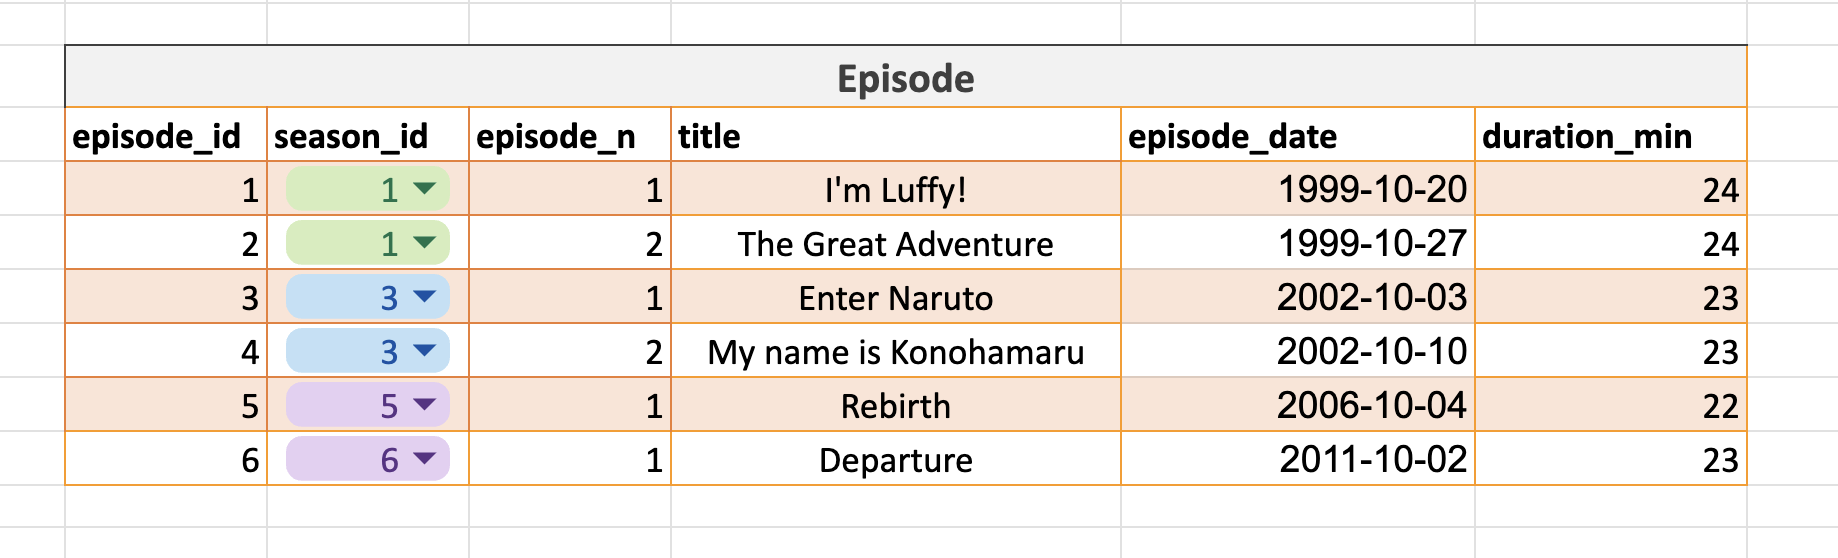 Episode
episode_id season_id episode_n title episode_date duration_min
1 1 1 I'm Luffy! 1999-10-20 24
2 1 2 The Great Adventure 1999-10-27 24
3 3 1 Enter Naruto 2002-10-03 23
4 3 2 My name is Konohamaru 2002-10-10 23
5 5 1 Rebirth 2006-10-04 22
6 6 1 Departure 2011-10-02 23